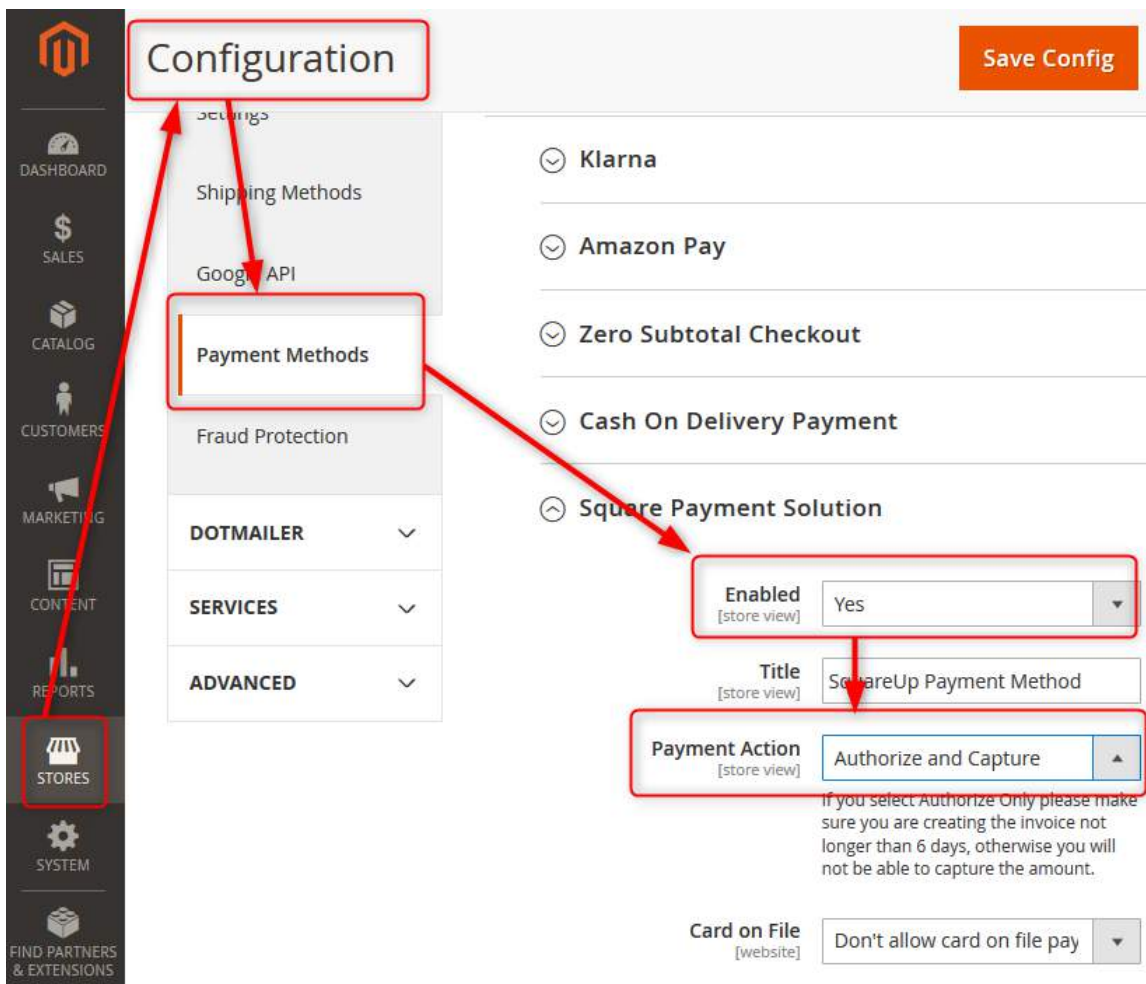 Configuration
Save Config
DASHBOARD
SALES
CATALOG
CUSTOMERS
MARKETING
CONTENT
REPORTS
STORES
SYSTEM
FIND PARTNERS
& EXTENSIONS
Settings
Shipping Methods
Google API
Payment Methods
Fraud Protection
DOTMAILER
SERVICES
ADVANCED
Klarna
Amazon Pay
Zero Subtotal Checkout
Cash On Delivery Payment
Square Payment Solution
Enabled
[store view]
Yes
Title
[store view]
SquareUp Payment Method
Payment Action
[store view]
Authorize and Capture
If you select Authorize Only please make
sure you are creating the invoice not
longer than 6 days, otherwise you will
not be able to capture the amount.
Card on File
[website]
Don't allow card on file pay